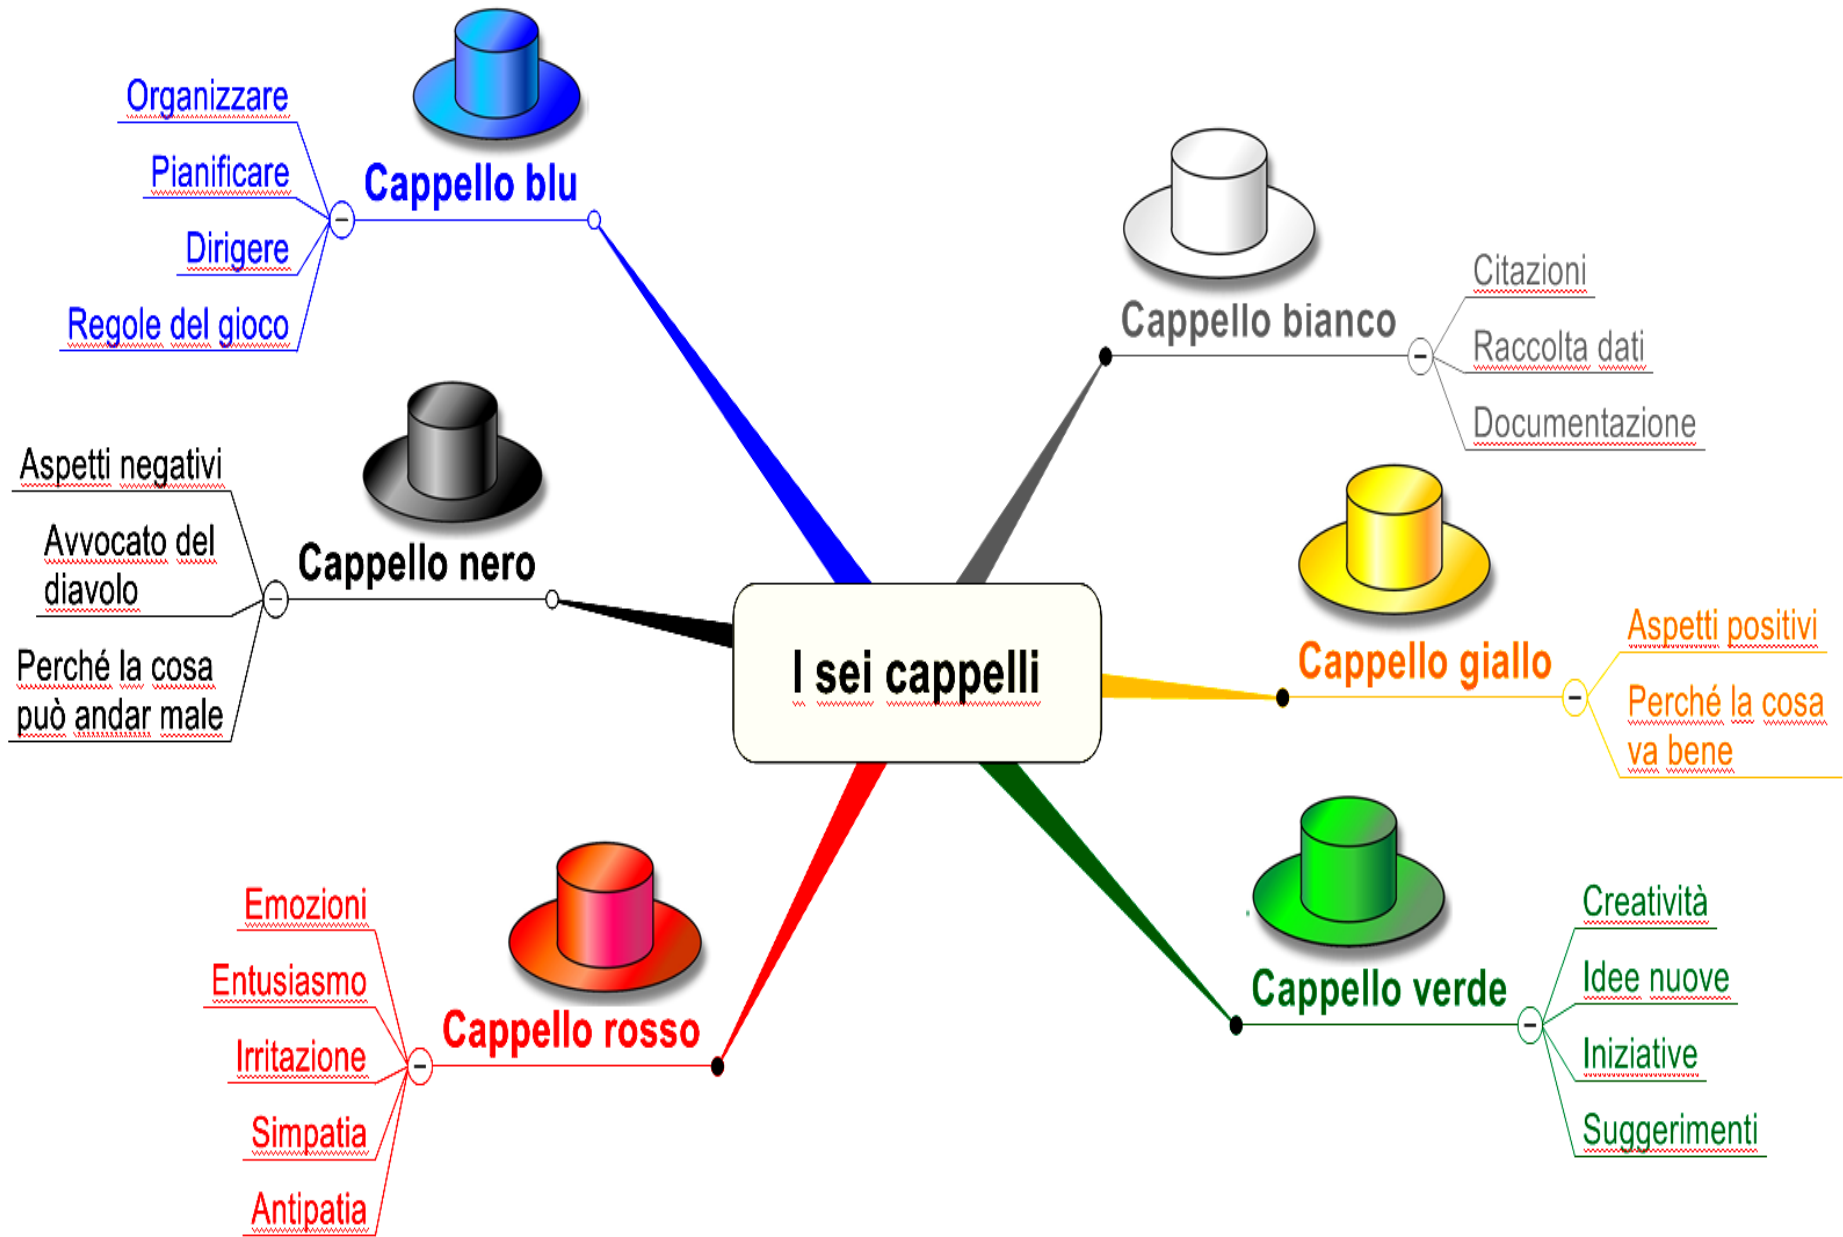 I sei cappelli
Cappello blu
Organizzare
Pianificare
Dirigere
Regole del gioco
Cappello nero
Aspetti negativi
Avvocato del
diavolo
Perché la cosa
può andar male
Cappello rosso
Emozioni
Entusiasmo
Irritazione
Simpatia
Antipatia
Cappello bianco
Citazioni
Raccolta dati
Documentazione
Cappello giallo
Aspetti positivi
Perché la cosa
va bene
Cappello verde
Creatività
Idee nuove
Iniziative
Suggerimenti